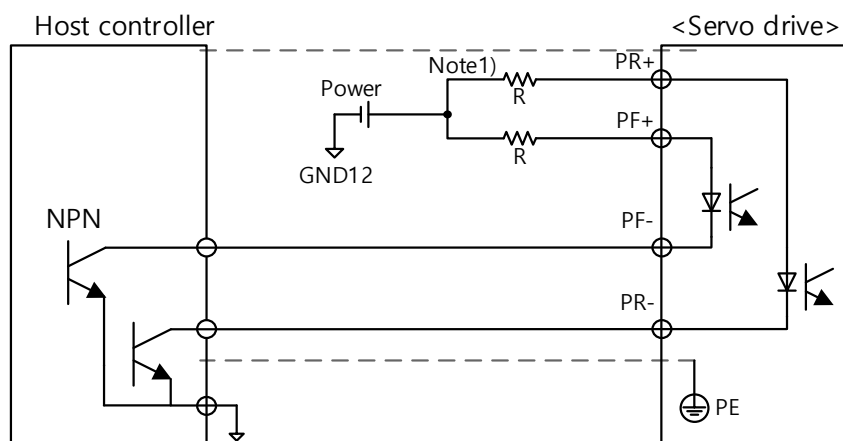 Host controller
<Servo drive>
Note1)
PR+
Power
R
PF+
R
GND12
NPN
PF-
PR-
PE